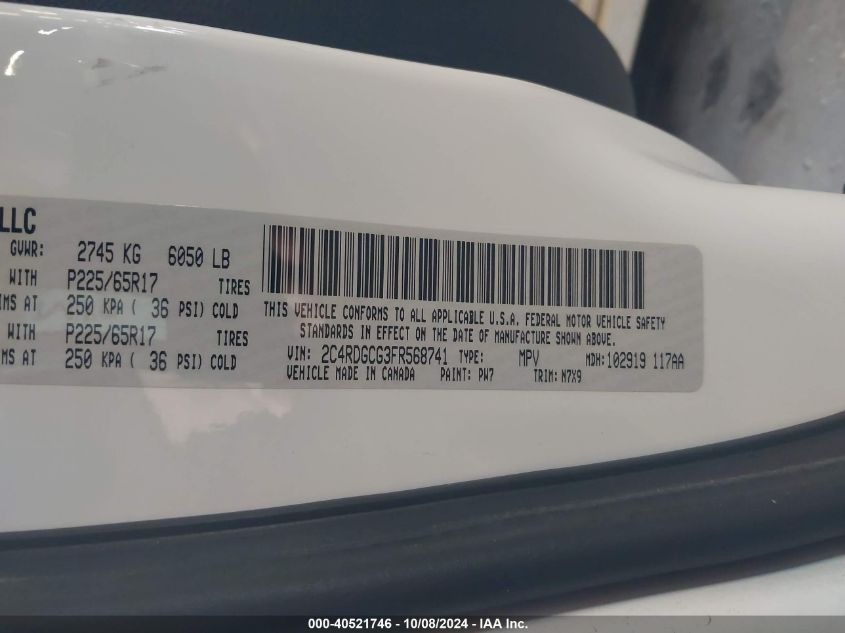 LLC
GVWR: 2745 KG 6050 LB
WITH P225/65R17 TIRES
IMS AT 250 KPA ( 36 PSI) COLD
WITH P225/65R17 TIRES
IMS AT 250 KPA ( 36 PSI) COLD
THIS VEHICLE CONFORMS TO ALL APPLICABLE U.S.A. FEDERAL MOTOR VEHICLE SAFETY
STANDARDS IN EFFECT ON THE DATE OF MANUFACTURE SHOWN ABOVE.
VIN: 2C4RDGCG3FR568741 TYPE: MPV MDH:102919 117AA
VEHICLE MADE IN CANADA PAINT: PW7 TRIM: N7X9
000-40521746 - 10/08/2024 - IAA Inc.